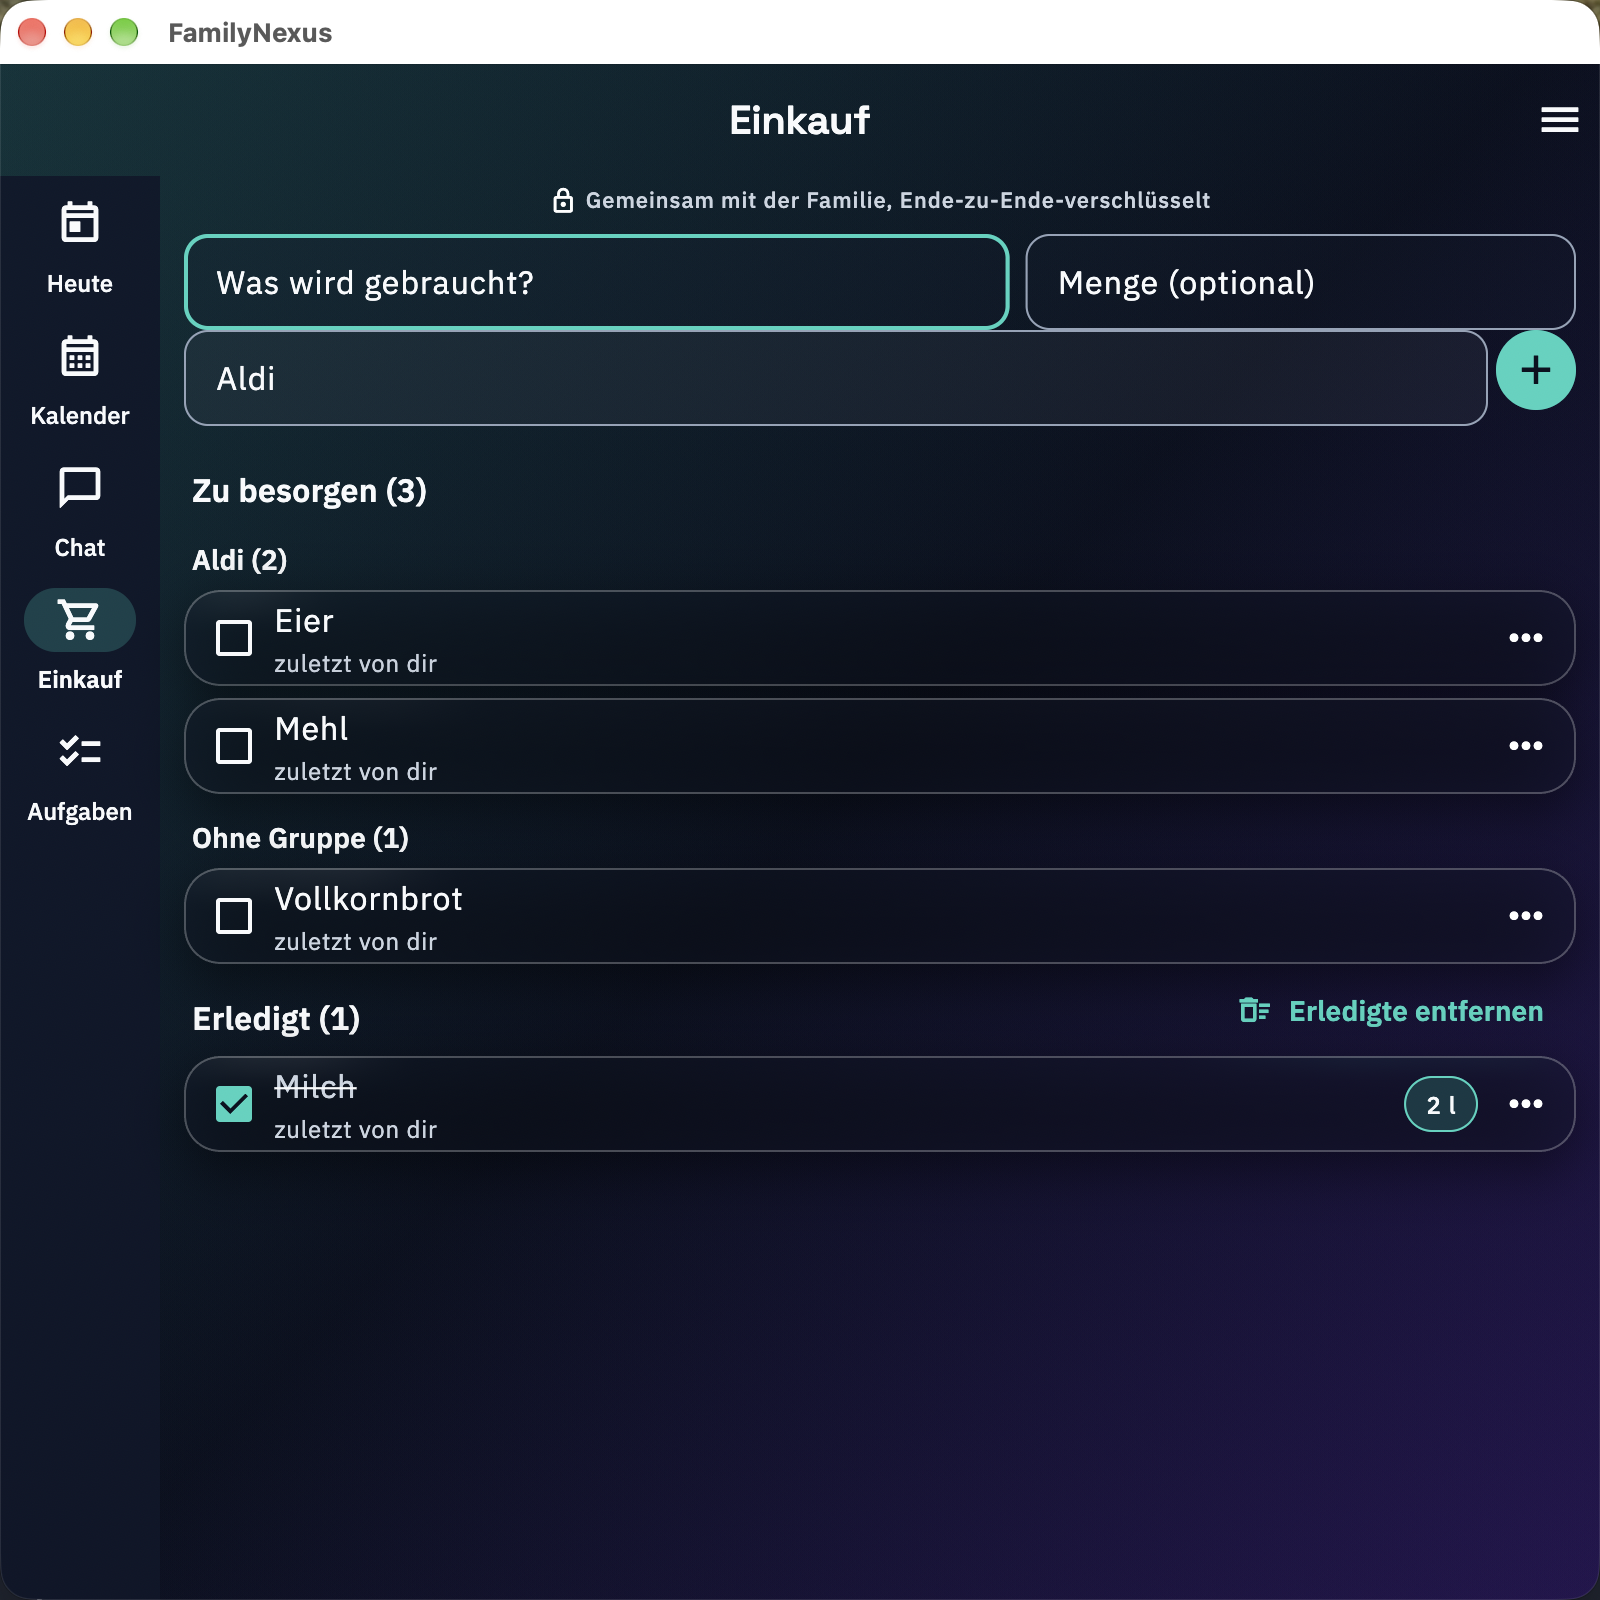 FamilyNexus
Einkauf
Gemeinsam mit der Familie, Ende-zu-Ende-verschlüsselt
Heute
Kalender
Chat
Einkauf
Aufgaben
Was wird gebraucht?
Menge (optional)
Aldi
Zu besorgen (3)
Aldi (2)
Eier
zuletzt von dir
Mehl
zuletzt von dir
Ohne Gruppe (1)
Vollkornbrot
zuletzt von dir
Erledigt (1)
Erledigte entfernen
Milch
zuletzt von dir
2 l